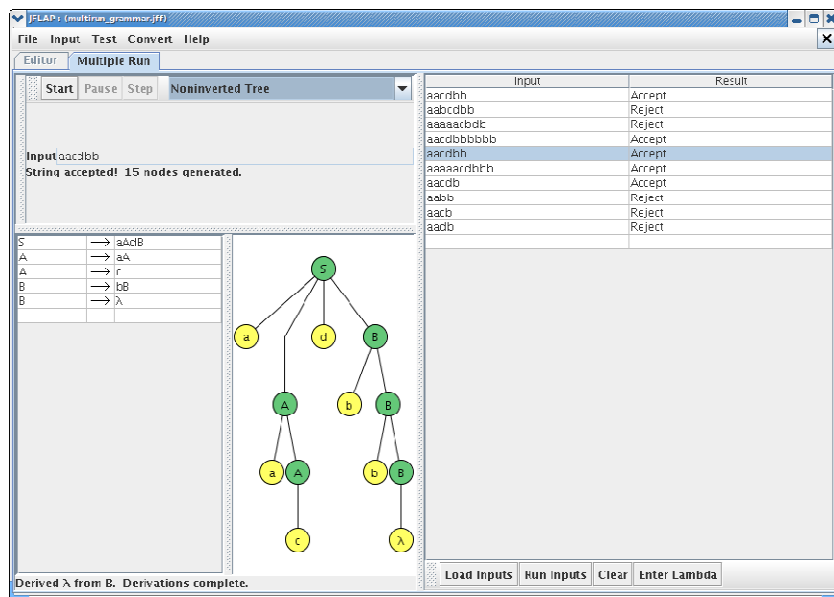 JFLAP : (multirun_grammar.jff)
File Input Test Convert Help
Editor Multiple Run
Start Pause Step Noninverted Tree
Input aacdbb
String accepted! 15 nodes generated.
S → aAdB
A → aA
A → c
B → bB
B → λ
S
a d B
A b B
a A b B
c λ
Derived λ from B. Derivations complete.
Input Result
aacdbb Accept
aabcdbb Reject
aaaaacbdb Reject
aacdbbbbbb Accept
aacdbb Accept
aaaaacdbbb Accept
aacdb Accept
aabb Reject
aacb Reject
aadb Reject
Load Inputs Run Inputs Clear Enter Lambda